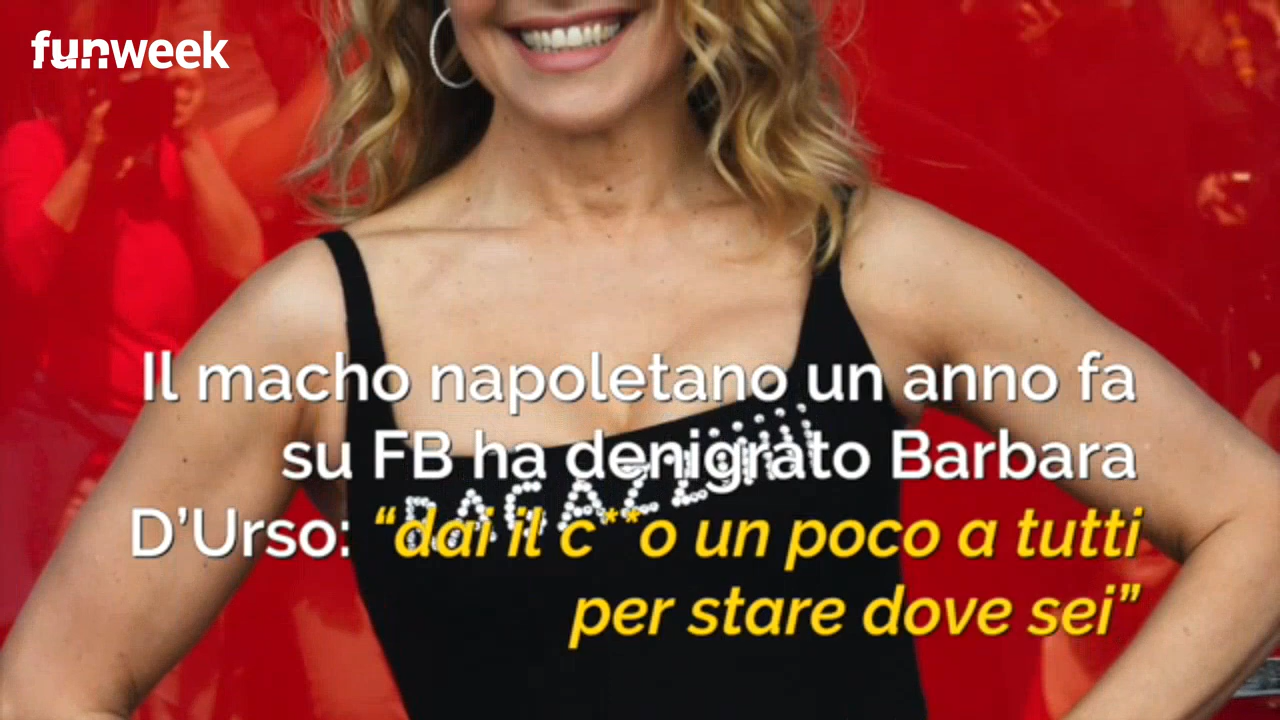 funweek
Il macho napoletano un anno fa
su FB ha denigrato Barbara
D’Urso: “dai il c**o un poco a tutti
per stare dove sei”
RAGAZZIIIII